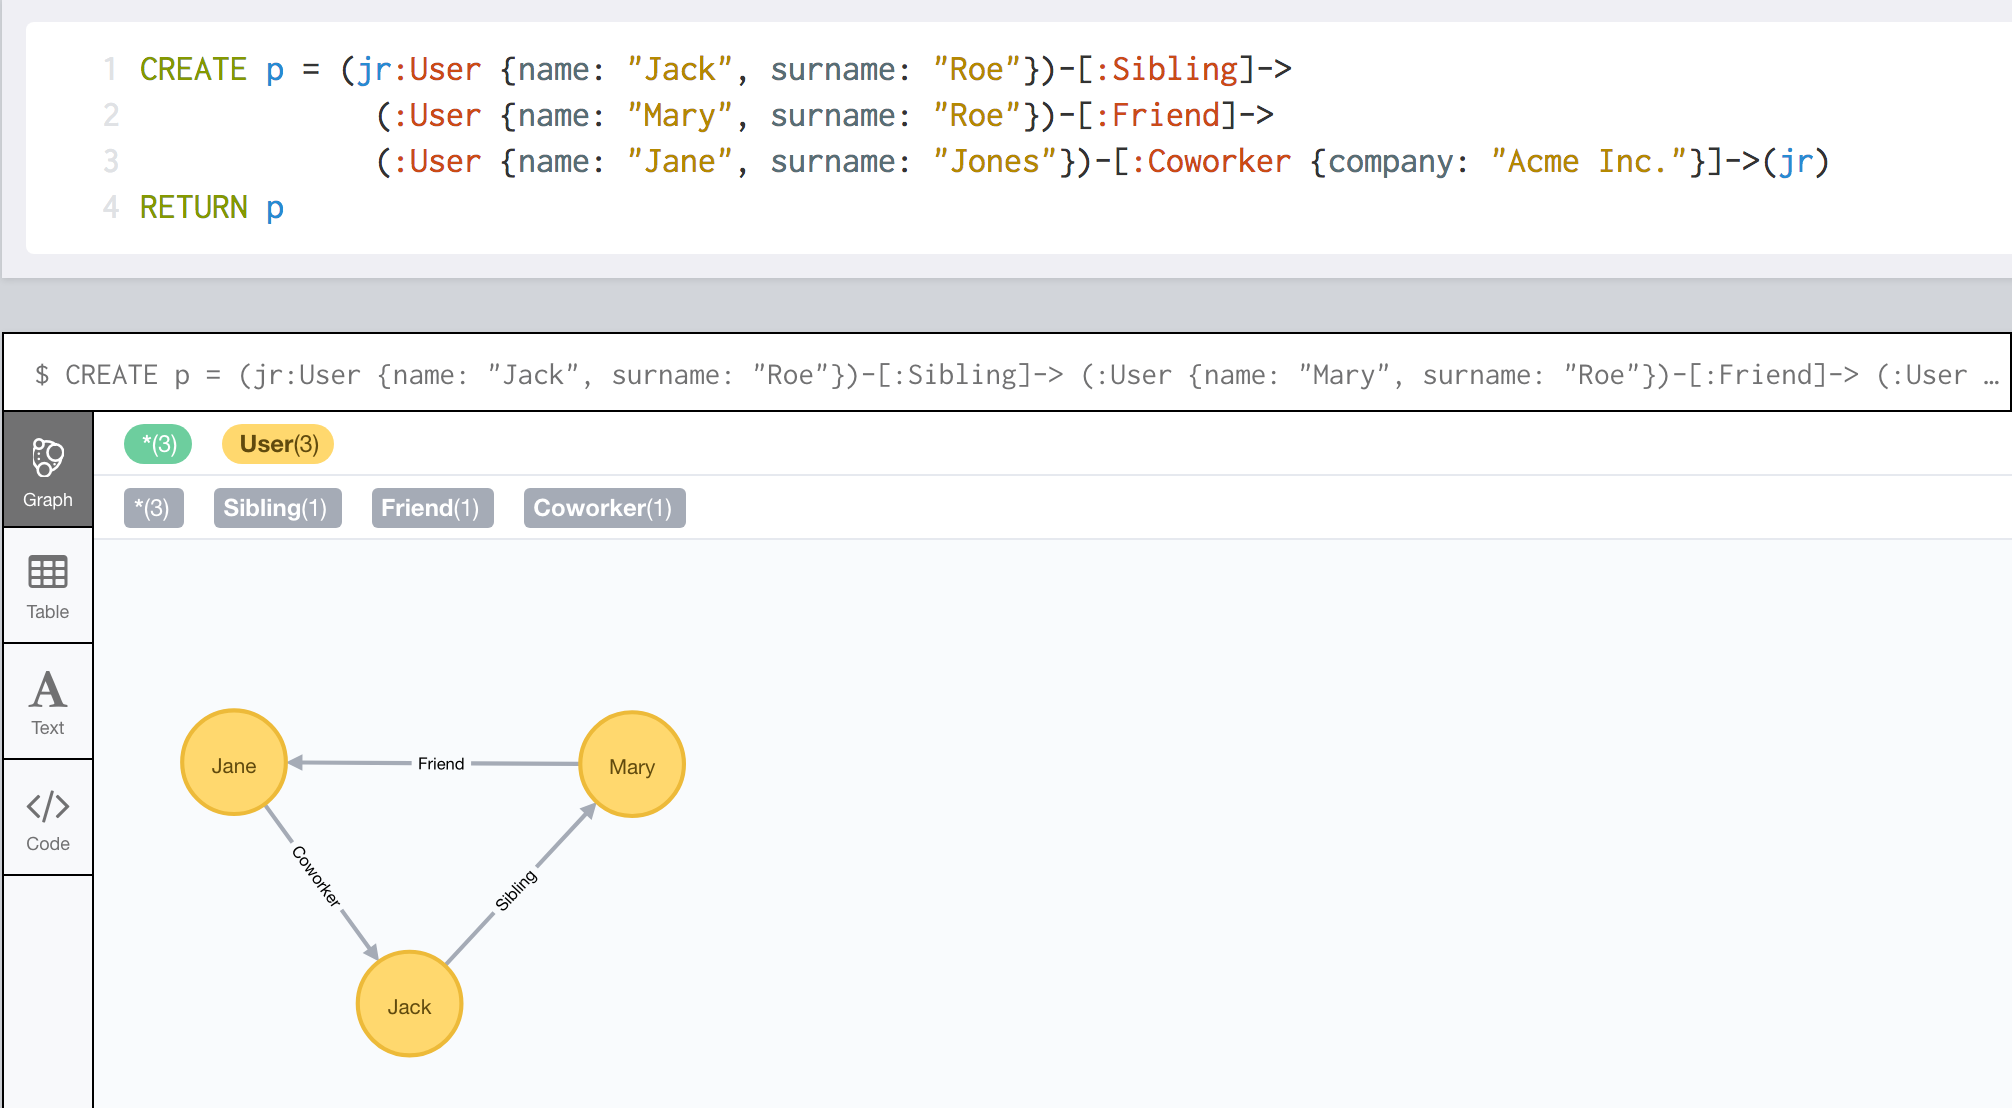 1 CREATE p = (jr:User {name: "Jack", surname: "Roe"})-[:Sibling]->
2 (:User {name: "Mary", surname: "Roe"})-[:Friend]->
3 (:User {name: "Jane", surname: "Jones"})-[:Coworker {company: "Acme Inc."}]->(jr)
4 RETURN p
$ CREATE p = (jr:User {name: "Jack", surname: "Roe"})-[:Sibling]-> (:User {name: "Mary", surname: "Roe"})-[:Friend]-> (:User …
Graph
Table
Text
Code
*(3) User(3)
*(3) Sibling(1) Friend(1) Coworker(1)
Jane Friend Mary
Coworker Sibling
Jack